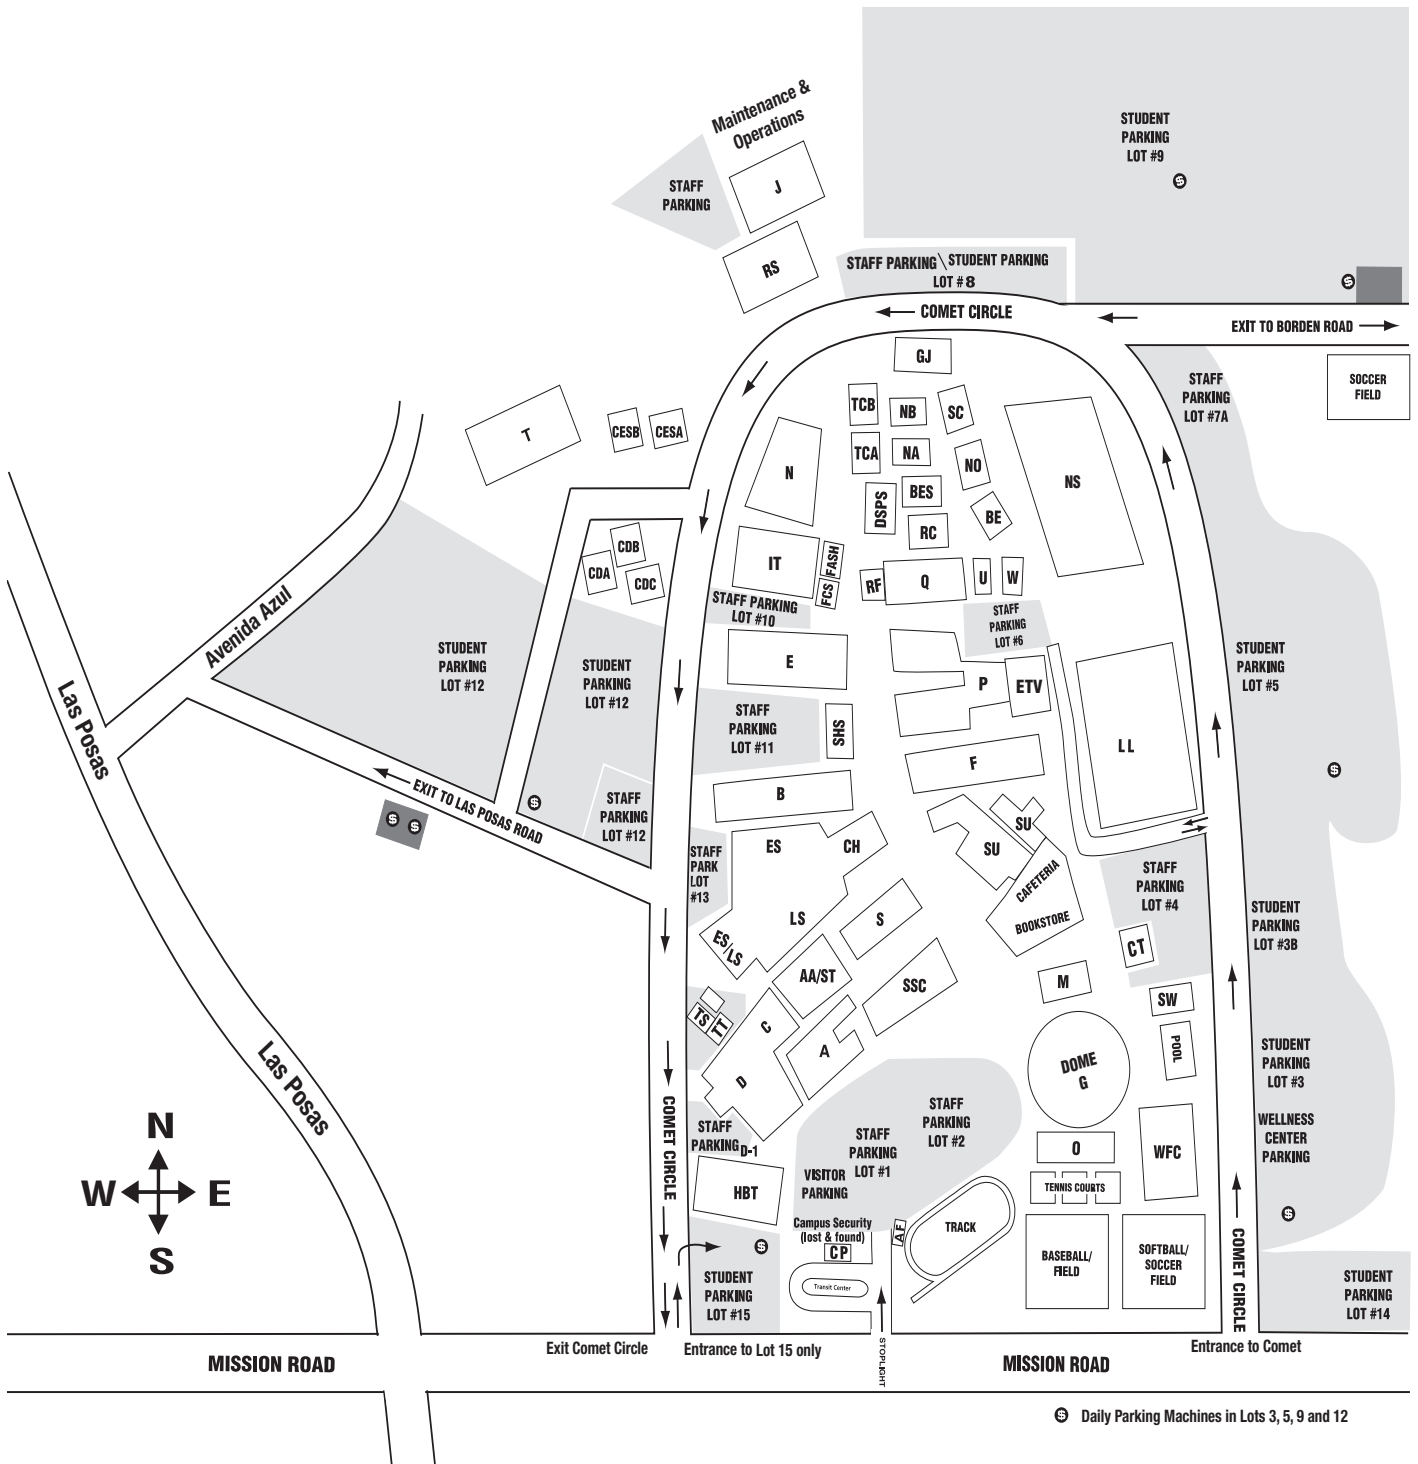 Maintenance &
Operations
STUDENT
PARKING
LOT #9
J
STAFF
PARKING
RS
STAFF PARKING \ STUDENT PARKING
LOT # 8
COMET CIRCLE
EXIT TO BORDEN ROAD
GJ
STAFF
PARKING
LOT #7A
SOCCER
FIELD
TCB
NB
SC
T
CESB
CESA
TCA
NA
NO
N
NS
DSPS
BES
BE
RC
CDB
CDA
CDC
IT
FASH
FCS
RF
Q
U
W
STAFF PARKING
LOT #10
STAFF
PARKING
LOT #6
Avenida Azul
STUDENT
PARKING
LOT #12
STUDENT
PARKING
LOT #12
E
P
ETV
STUDENT
PARKING
LOT #5
Las Posas
STAFF
PARKING
LOT #11
SHS
LL
F
EXIT TO LAS POSAS ROAD
STAFF
PARKING
LOT #12
B
SU
SU
ES
CH
STAFF
PARK
LOT
#13
CAFETERIA
BOOKSTORE
STAFF
PARKING
LOT #4
LS
S
STUDENT
PARKING
LOT #3B
ES/LS
CT
AA/ST
SSC
M
SW
TS
TT
C
A
D
POOL
DOME
G
STUDENT
PARKING
LOT #3
Las Posas
COMET CIRCLE
STAFF
PARKING
LOT #2
WELLNESS
CENTER
PARKING
STAFF
PARKING
D-1
STAFF
PARKING
LOT #1
O
WFC
VISITOR
PARKING
HBT
TENNIS COURTS
N
W
E
S
Campus Security
(lost & found)
CP
AF
TRACK
BASEBALL/
FIELD
SOFTBALL/
SOCCER
FIELD
COMET CIRCLE
Transit Center
STUDENT
PARKING
LOT #15
STUDENT
PARKING
LOT #14
Exit Comet Circle
Entrance to Lot 15 only
STOPLIGHT
Entrance to Comet
MISSION ROAD
MISSION ROAD
$ Daily Parking Machines in Lots 3, 5, 9 and 12